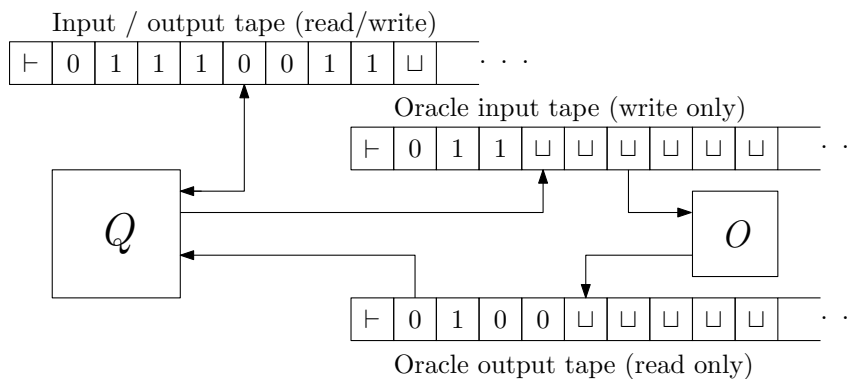 Input / output tape (read/write)
⊢ 0 1 1 1 0 0 1 1 ⊔ · · ·
Oracle input tape (write only)
⊢ 0 1 1 ⊔ ⊔ ⊔ ⊔ ⊔ ⊔ · ·
Q
O
⊢ 0 1 0 0 ⊔ ⊔ ⊔ ⊔ ⊔ · ·
Oracle output tape (read only)